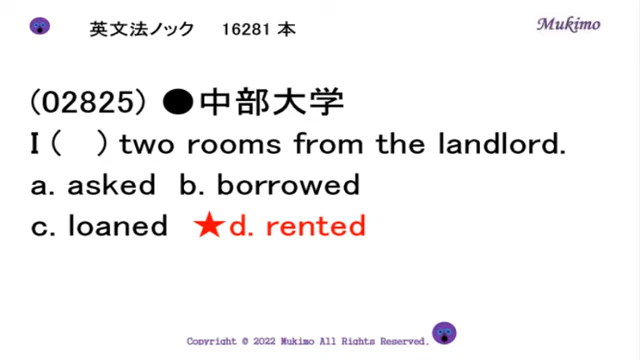 英文法ノック 16281 本 Mukimo
(02825) ●中部大学
I (  ) two rooms from the landlord.
a. asked b. borrowed
c. loaned ★d. rented
Copyright © 2022 Mukimo All Rights Reserved.